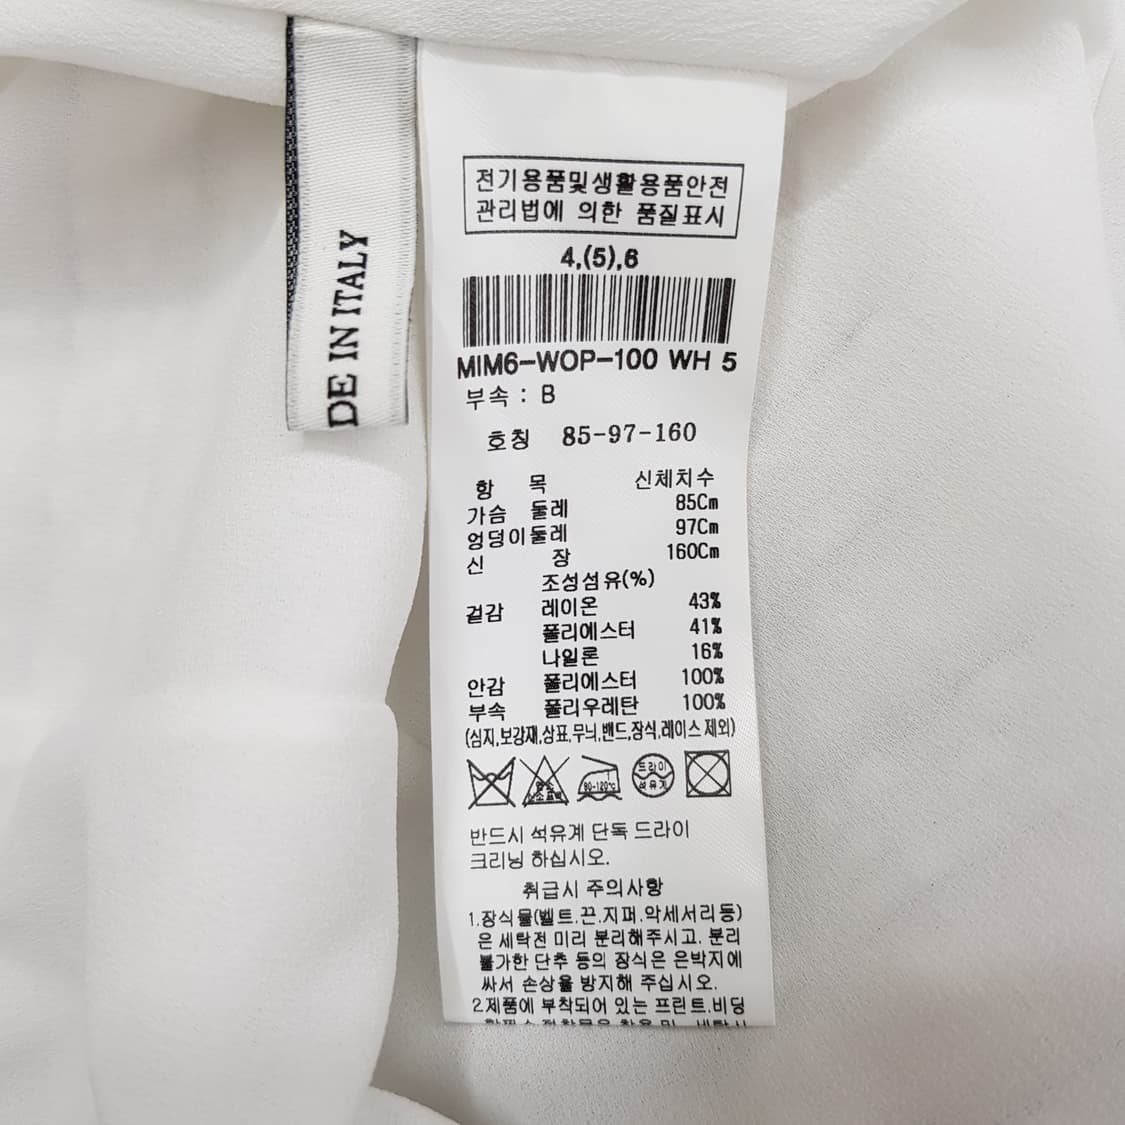 DE IN ITALY
전기용품및생활용품안전
관리법에 의한 품질표시
4,(5),6
MIM6-WOP-100 WH 5
부속 : B
호칭 85-97-160
항 목 신체치수
가슴 둘레 85Cm
엉덩이둘레 97Cm
신 장 160Cm
조성섬유(%)
겉감 레이온 43%
폴리에스터 41%
나일론 16%
안감 폴리에스터 100%
부속 폴리우레탄 100%
(심지,보강재,상표,무늬,밴드,장식,레이스 제외)
80-120℃ 드라이
석유계
반드시 석유계 단독 드라이
크리닝 하십시오.
취급시 주의사항
1.장식물(벨트.끈.지퍼.악세서리등)
은 세탁전 미리 분리해주시고, 분리
불가한 단추 등의 장식은 은박지에
싸서 손상을 방지해 주십시오.
2.제품에 부착되어 있는 프린트.비딩